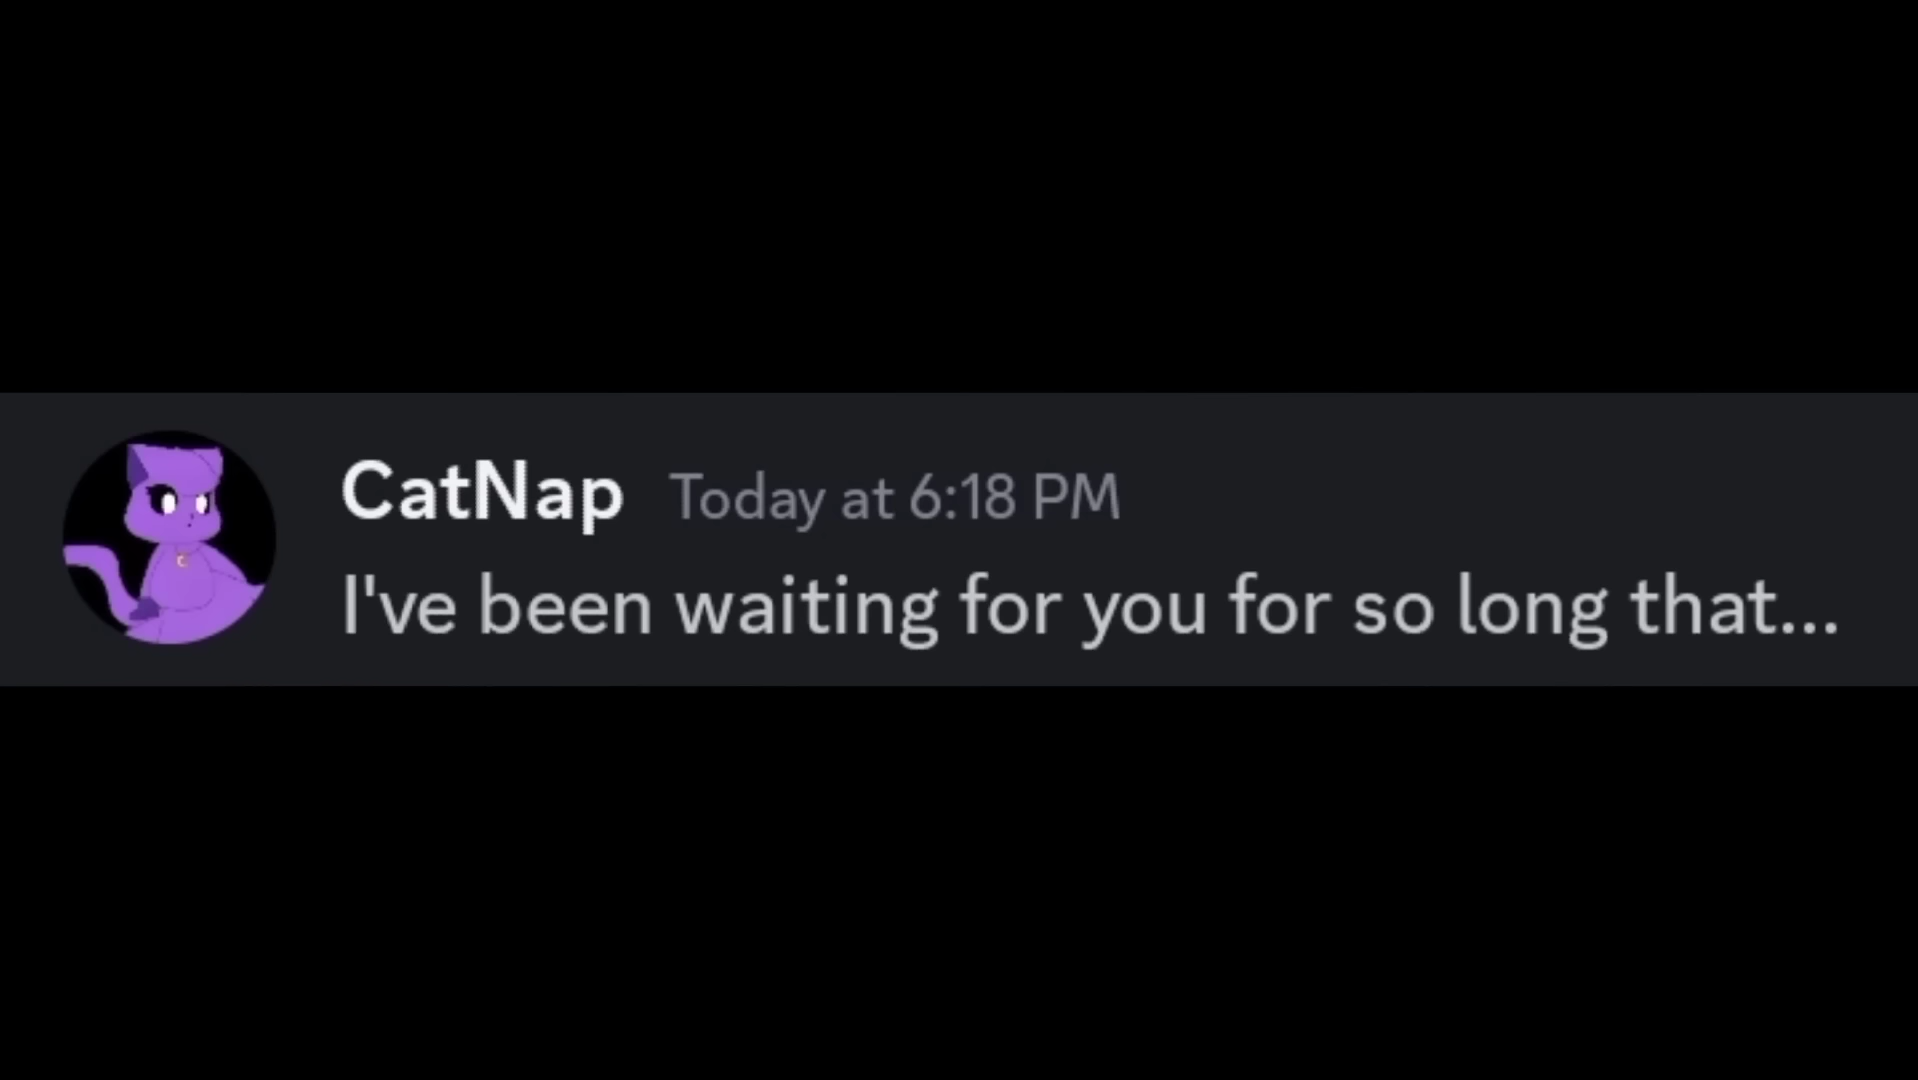 CatNap Today at 6:18 PM
I've been waiting for you for so long that...